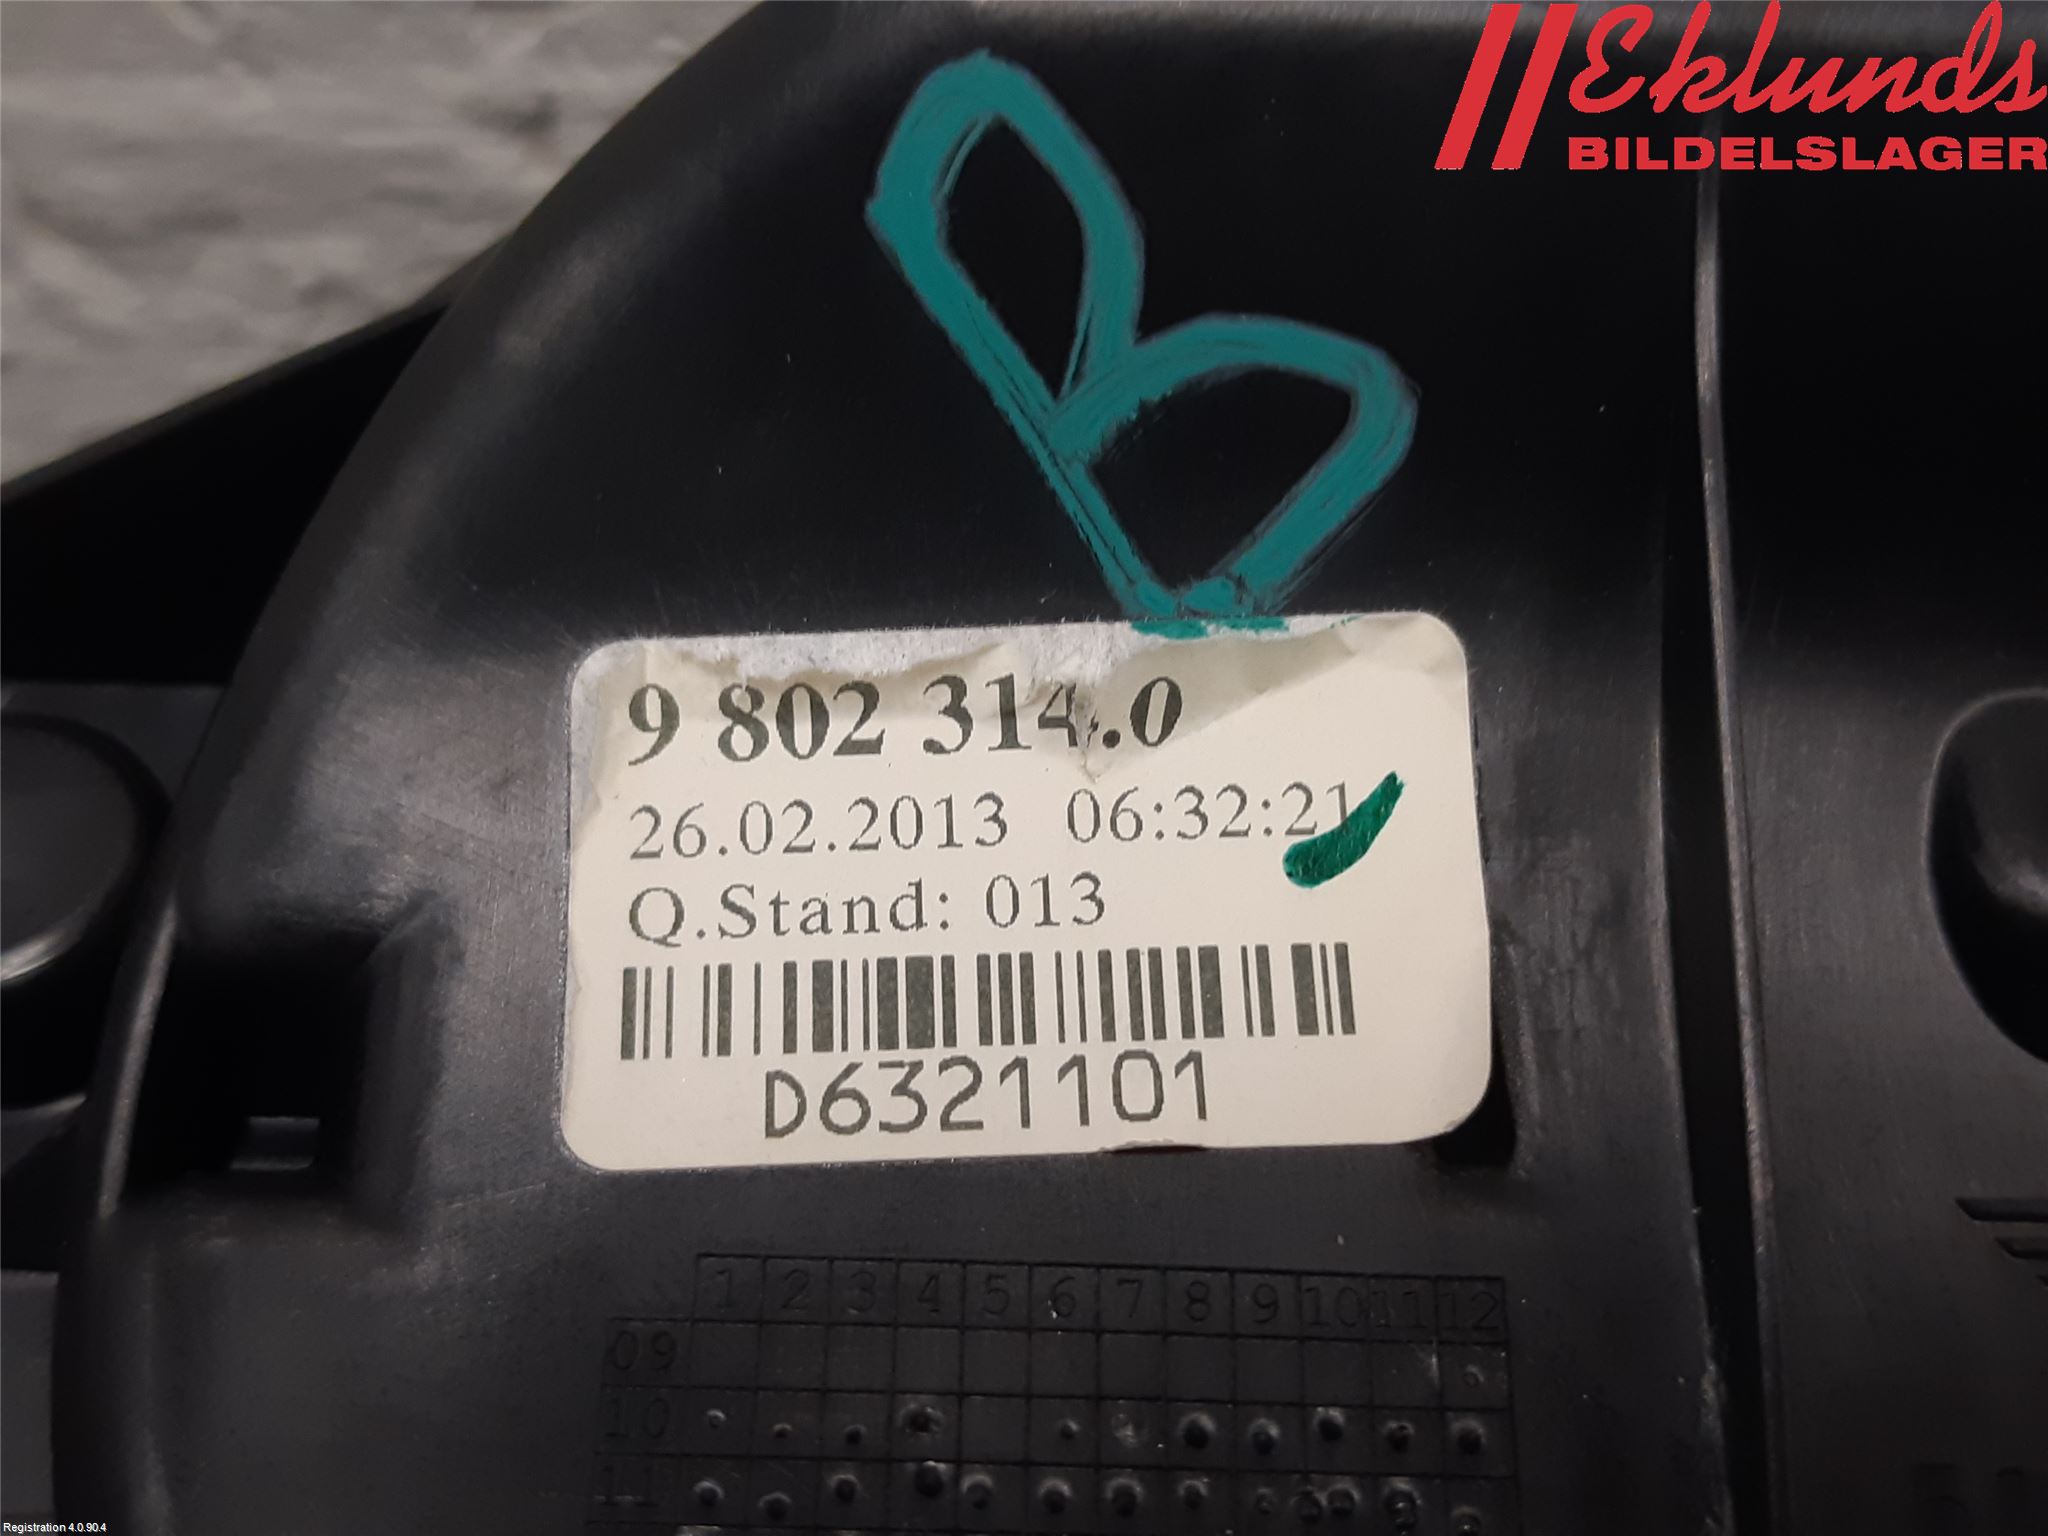 Eklunds
BILDELSLAGER
B
9 802 314.0
26.02.2013 06:32:21
Q.Stand: 013
D6321101
1 2 3 4 5 6 7 8 9 10 11 12
09
10
11
Registration 4.0.90.4